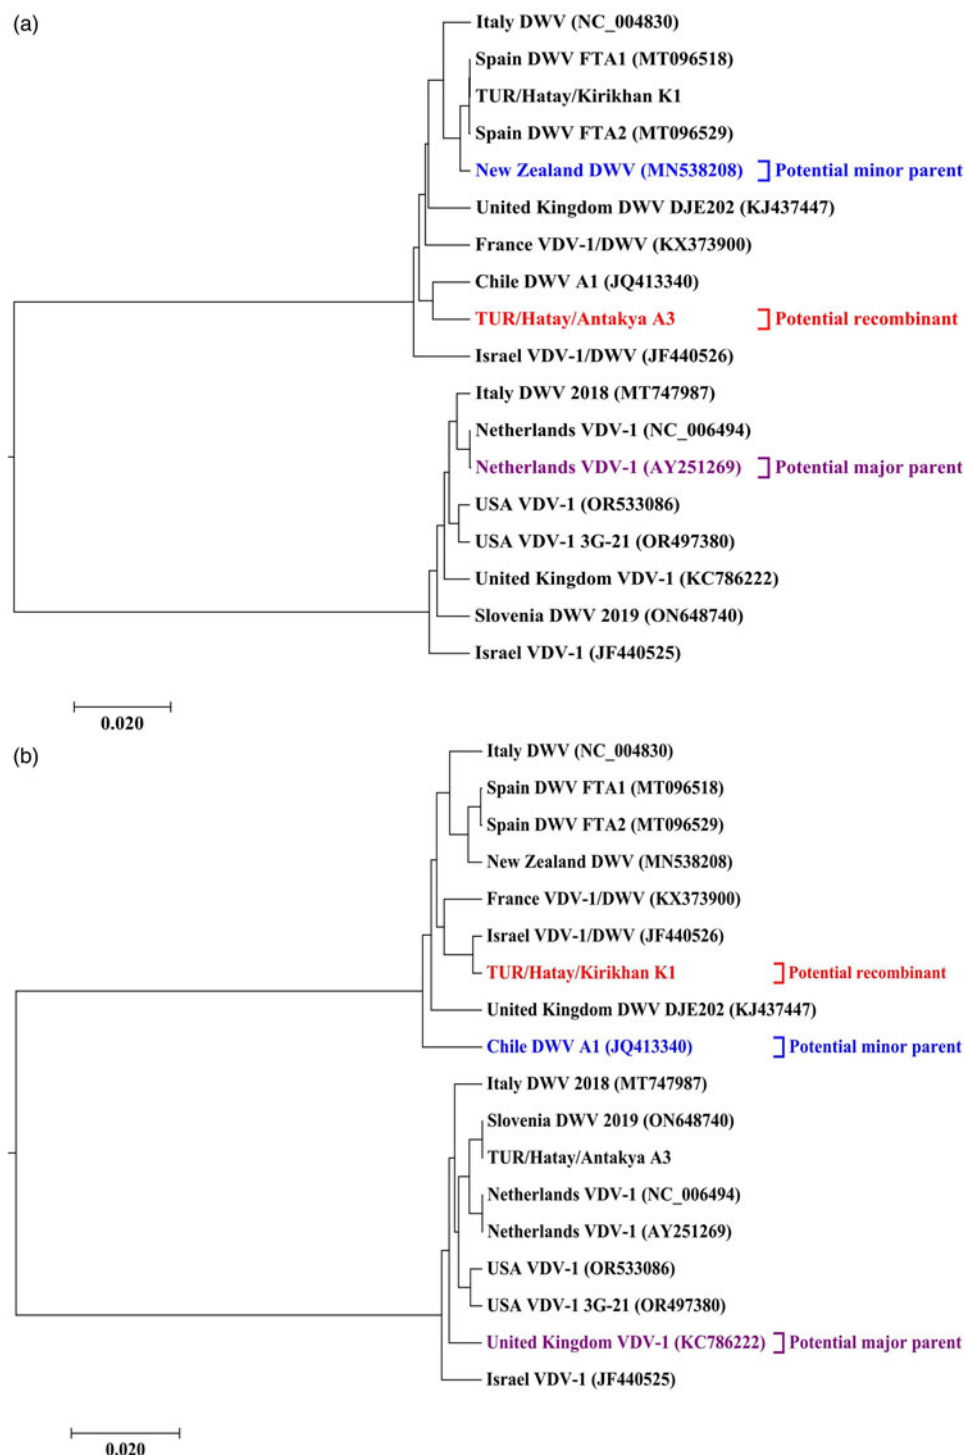 (a)
Italy DWV (NC_004830)
Spain DWV FTA1 (MT096518)
TUR/Hatay/Kirikhan K1
Spain DWV FTA2 (MT096529)
New Zealand DWV (MN538208) Potential minor parent
United Kingdom DWV DJE202 (KJ437447)
France VDV-1/DWV (KX373900)
Chile DWV A1 (JQ413340)
TUR/Hatay/Antakya A3 Potential recombinant
Israel VDV-1/DWV (JF440526)
Italy DWV 2018 (MT747987)
Netherlands VDV-1 (NC_006494)
Netherlands VDV-1 (AY251269) Potential major parent
USA VDV-1 (OR533086)
USA VDV-1 3G-21 (OR497380)
United Kingdom VDV-1 (KC786222)
Slovenia DWV 2019 (ON648740)
Israel VDV-1 (JF440525)
0.020
(b)
Italy DWV (NC_004830)
Spain DWV FTA1 (MT096518)
Spain DWV FTA2 (MT096529)
New Zealand DWV (MN538208)
France VDV-1/DWV (KX373900)
Israel VDV-1/DWV (JF440526)
TUR/Hatay/Kirikhan K1 Potential recombinant
United Kingdom DWV DJE202 (KJ437447)
Chile DWV A1 (JQ413340) Potential minor parent
Italy DWV 2018 (MT747987)
Slovenia DWV 2019 (ON648740)
TUR/Hatay/Antakya A3
Netherlands VDV-1 (NC_006494)
Netherlands VDV-1 (AY251269)
USA VDV-1 (OR533086)
USA VDV-1 3G-21 (OR497380)
United Kingdom VDV-1 (KC786222) Potential major parent
Israel VDV-1 (JF440525)
0.020